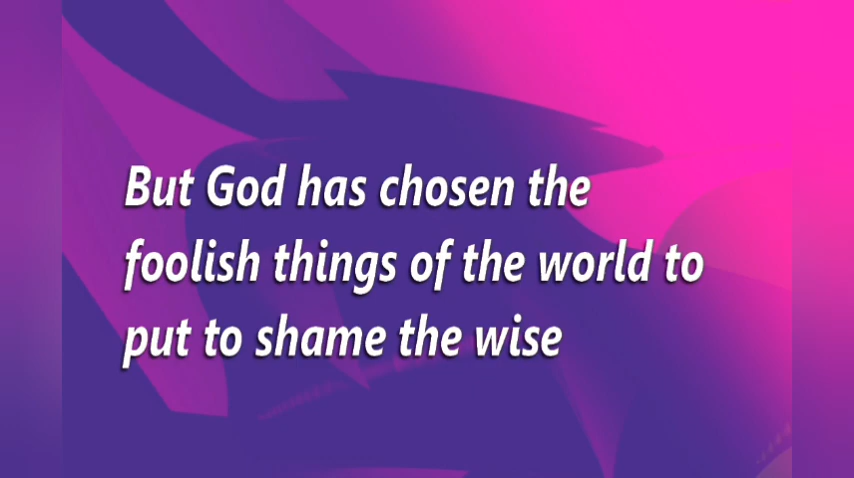 But God has chosen the
foolish things of the world to
put to shame the wise